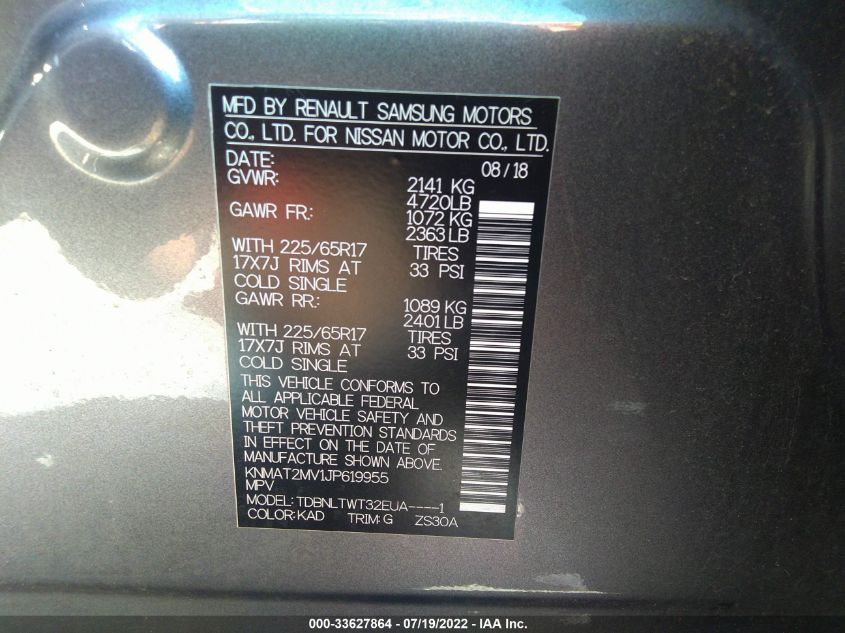 MFD BY RENAULT SAMSUNG MOTORS
CO., LTD. FOR NISSAN MOTOR CO., LTD.
DATE: 08/18
GVWR: 2141 KG
4720LB
GAWR FR.: 1072 KG
2363LB
WITH 225/65R17 TIRES
17X7J RIMS AT 33 PSI
COLD SINGLE
GAWR RR.: 1089 KG
2401LB
WITH 225/65R17 TIRES
17X7J RIMS AT 33 PSI
COLD SINGLE
THIS VEHICLE CONFORMS TO
ALL APPLICABLE FEDERAL
MOTOR VEHICLE SAFETY AND
THEFT PREVENTION STANDARDS
IN EFFECT ON THE DATE OF
MANUFACTURE SHOWN ABOVE.
KNMAT2MV1JP619955
MPV
MODEL: TDBNLTWT32EUA----1
COLOR: KAD TRIM: G ZS30A
000-33627864 - 07/19/2022 - IAA Inc.